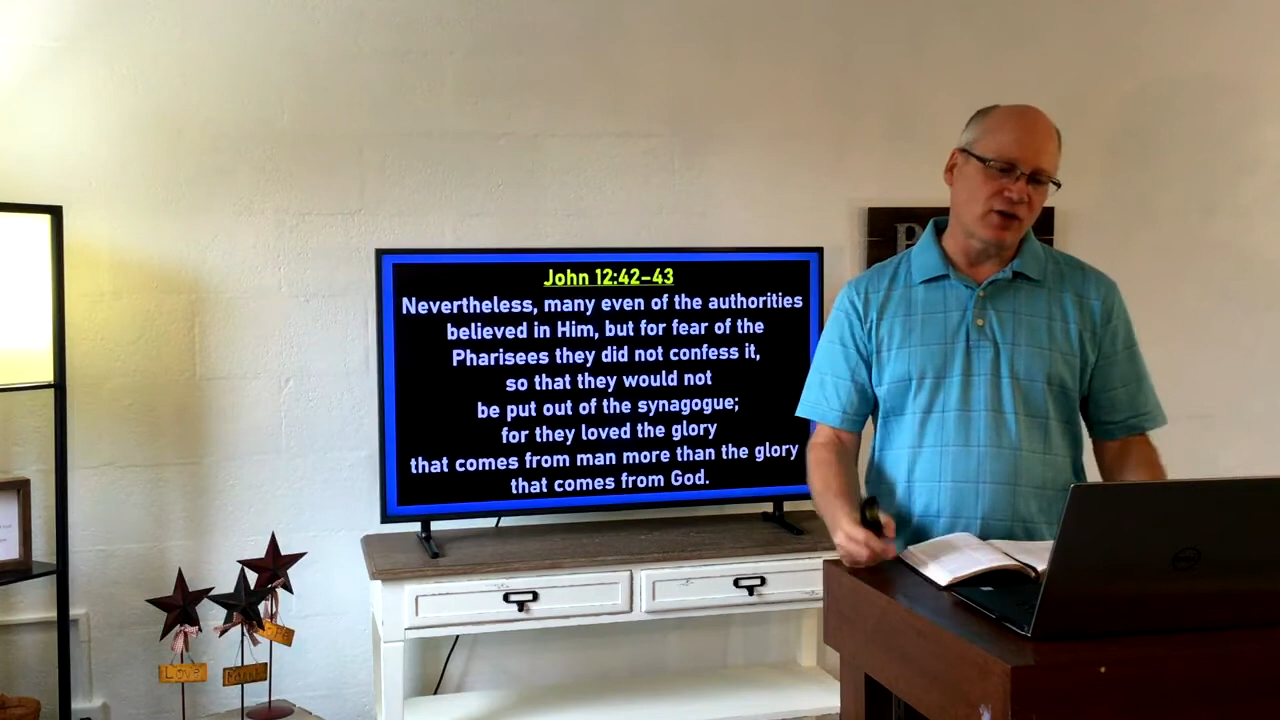 John 12:42–43
Nevertheless, many even of the authorities
believed in Him, but for fear of the
Pharisees they did not confess it,
so that they would not
be put out of the synagogue;
for they loved the glory
that comes from man more than the glory
that comes from God.
Love
DELL